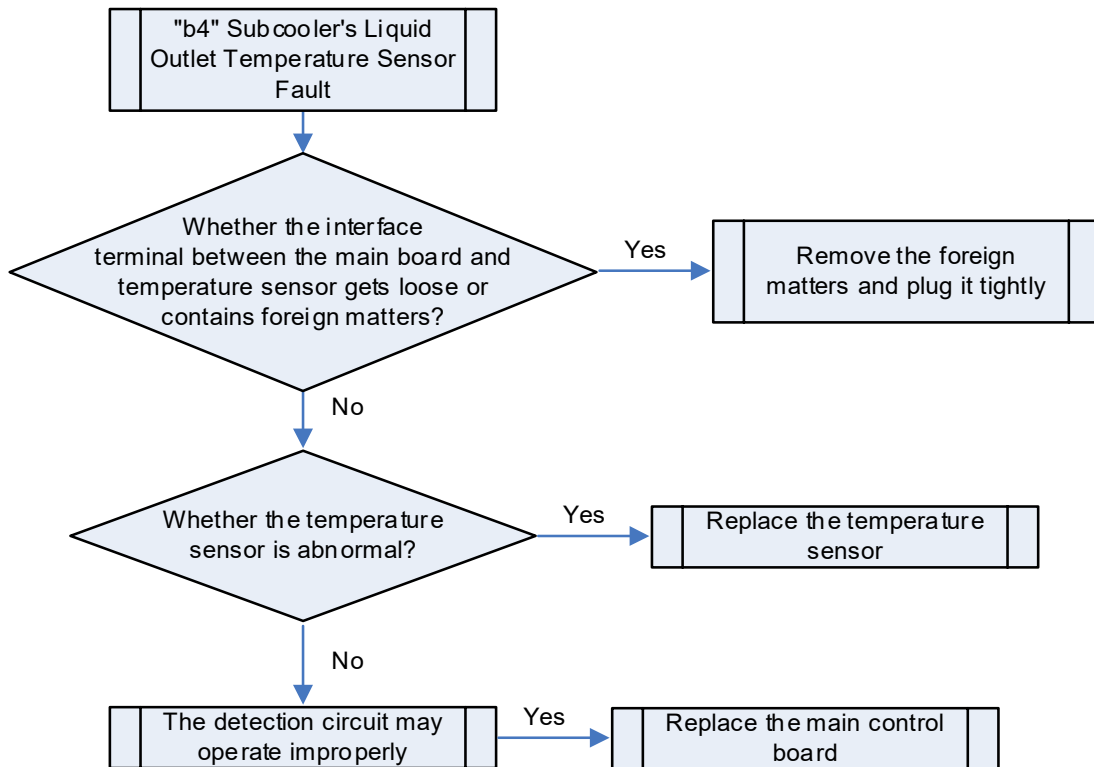 "b4" Subcooler's Liquid
Outlet Temperature Sensor
Fault
Whether the interface
terminal between the main board and
temperature sensor gets loose or
contains foreign matters?
Yes
Remove the foreign
matters and plug it tightly
No
Whether the temperature
sensor is abnormal?
Yes
Replace the temperature
sensor
No
The detection circuit may
operate improperly
Yes
Replace the main control
board